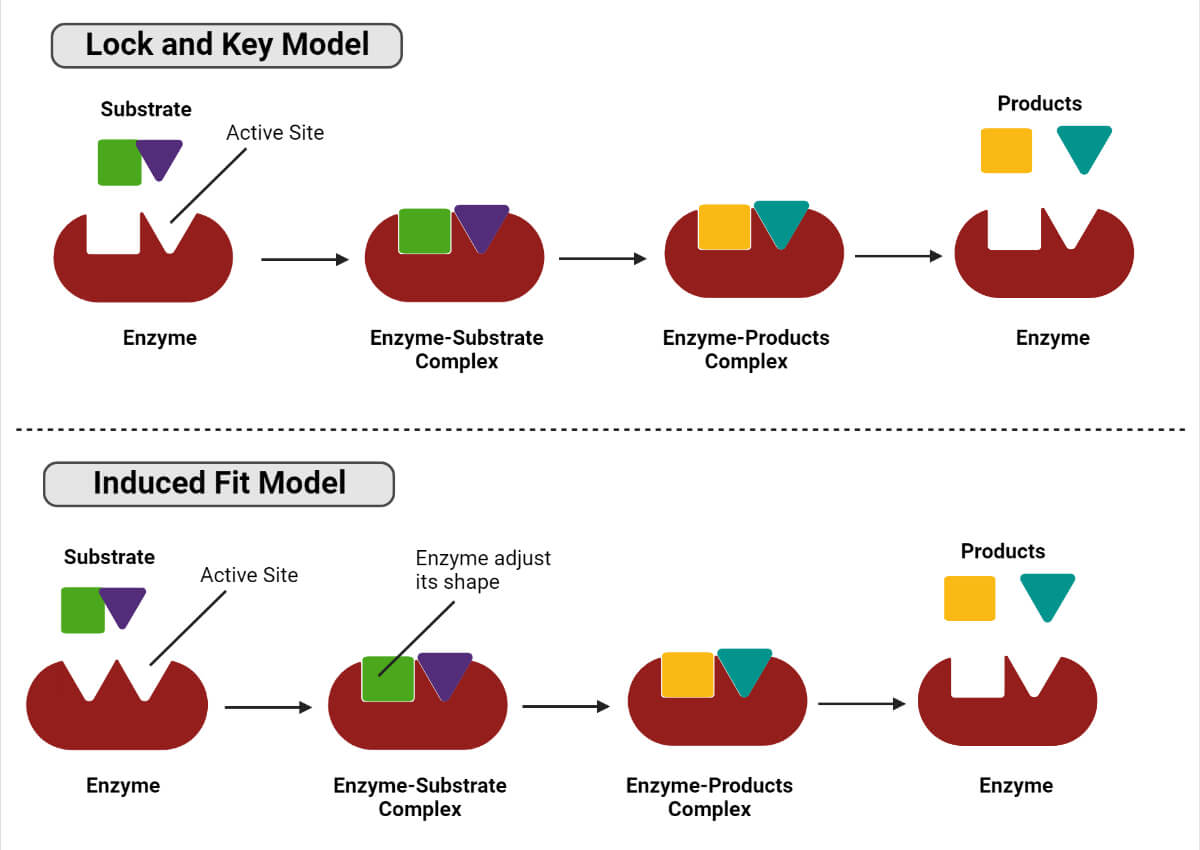 Lock and Key Model
Substrate
Active Site
Products
Enzyme
Enzyme-Substrate
Complex
Enzyme-Products
Complex
Enzyme
Induced Fit Model
Substrate
Active Site
Enzyme adjust
its shape
Products
Enzyme
Enzyme-Substrate
Complex
Enzyme-Products
Complex
Enzyme